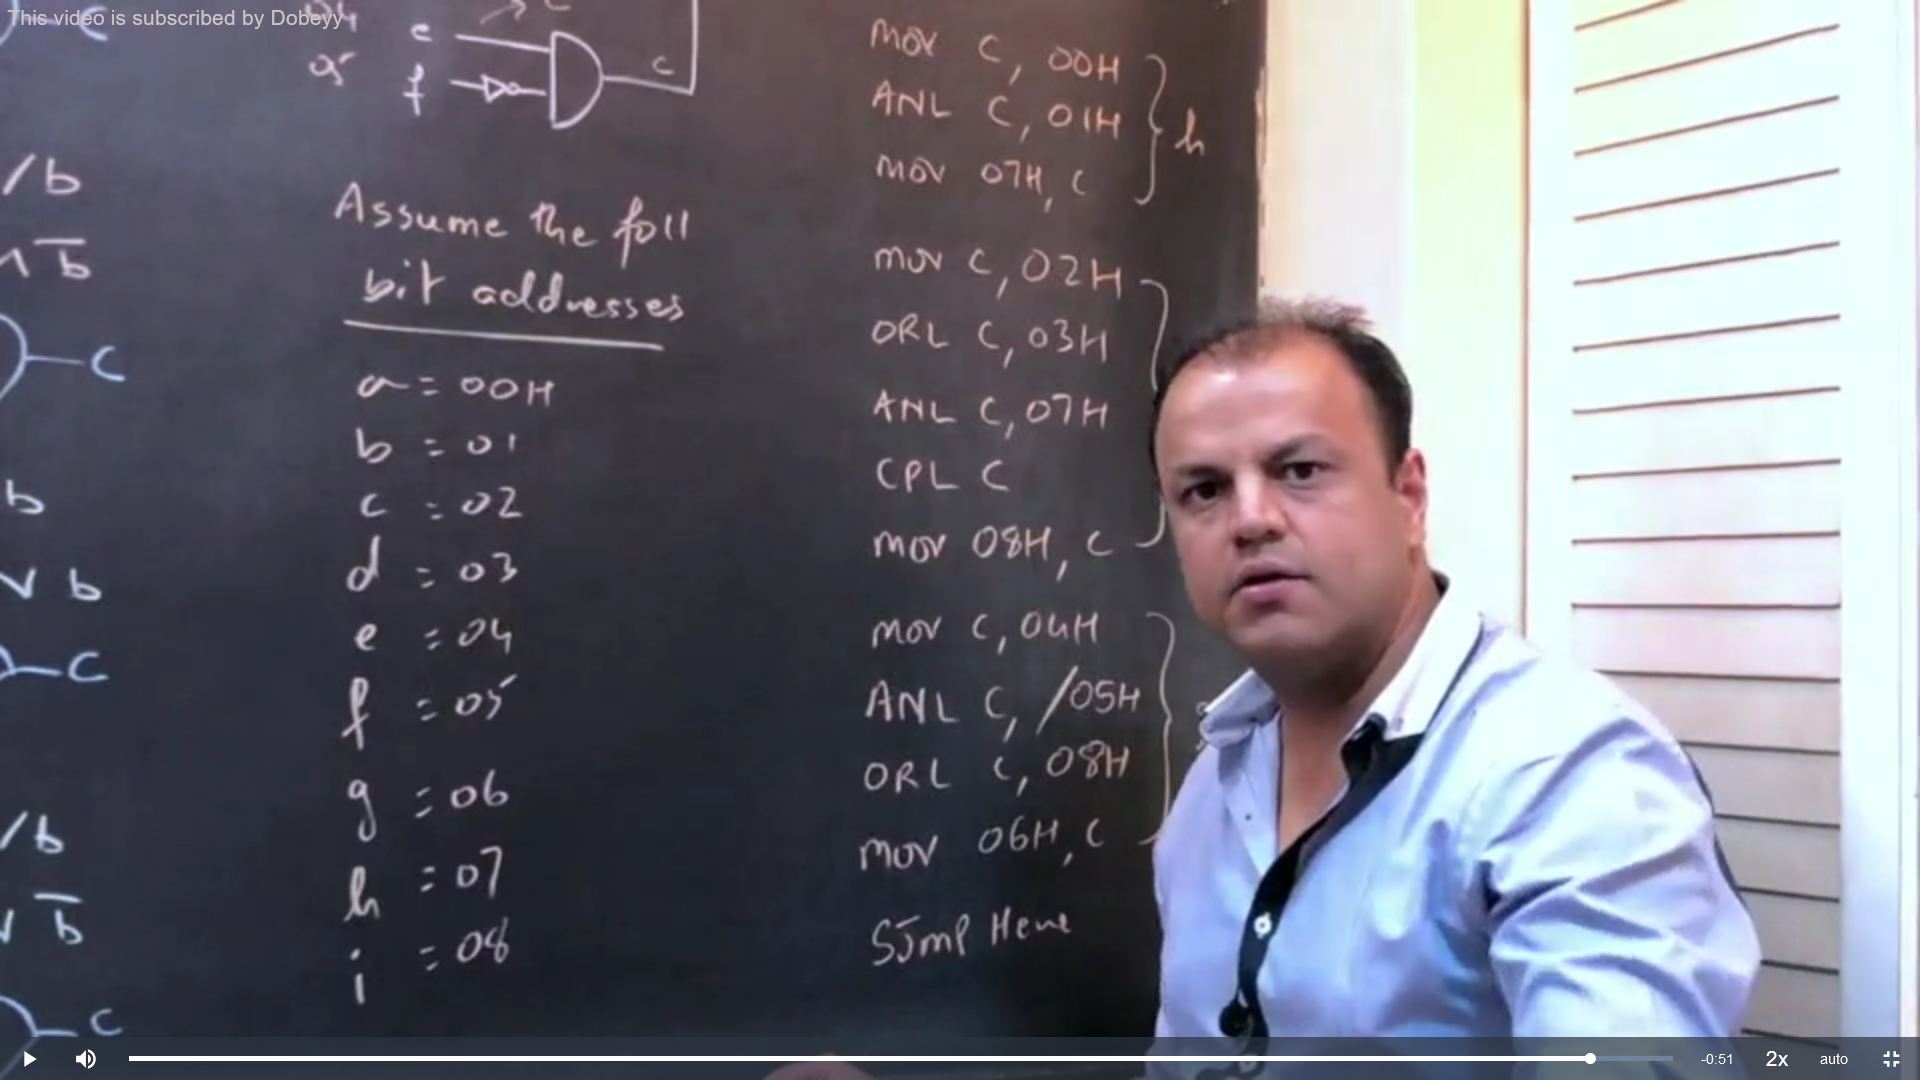 This video is subscribed by Dobeyy
c
04
e
05
f
c
Assume the foll
bit addresses
a = 00H
b = 01
c = 02
d = 03
e = 04
f = 05
g = 06
h = 07
i = 08
MOV C, 00H
ANL C, 01H
MOV 07H, C
h
MOV C, 02H
ORL C, 03H
ANL C, 07H
CPL C
MOV 08H, C
MOV C, 04H
ANL C, /05H
ORL C, 08H
MOV 06H, C
SJMP Here
C
/b
∧ b̅
C
b
∨ b
C
/b
∨ b̅
C
-0:51
2x
auto